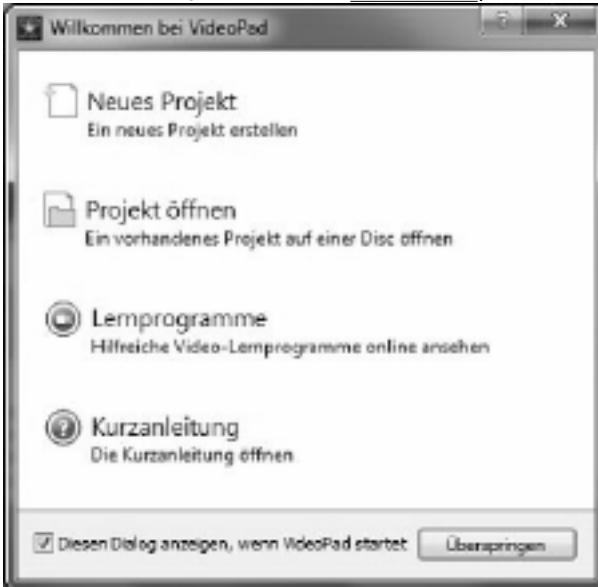 Willkommen bei VideoPad
Neues Projekt
Ein neues Projekt erstellen
Projekt öffnen
Ein vorhandenes Projekt auf einer Disc öffnen
Lernprogramme
Hilfreiche Video-Lernprogramme online ansehen
Kurzanleitung
Die Kurzanleitung öffnen
Diesen Dialog anzeigen, wenn VideoPad startet Überspringen